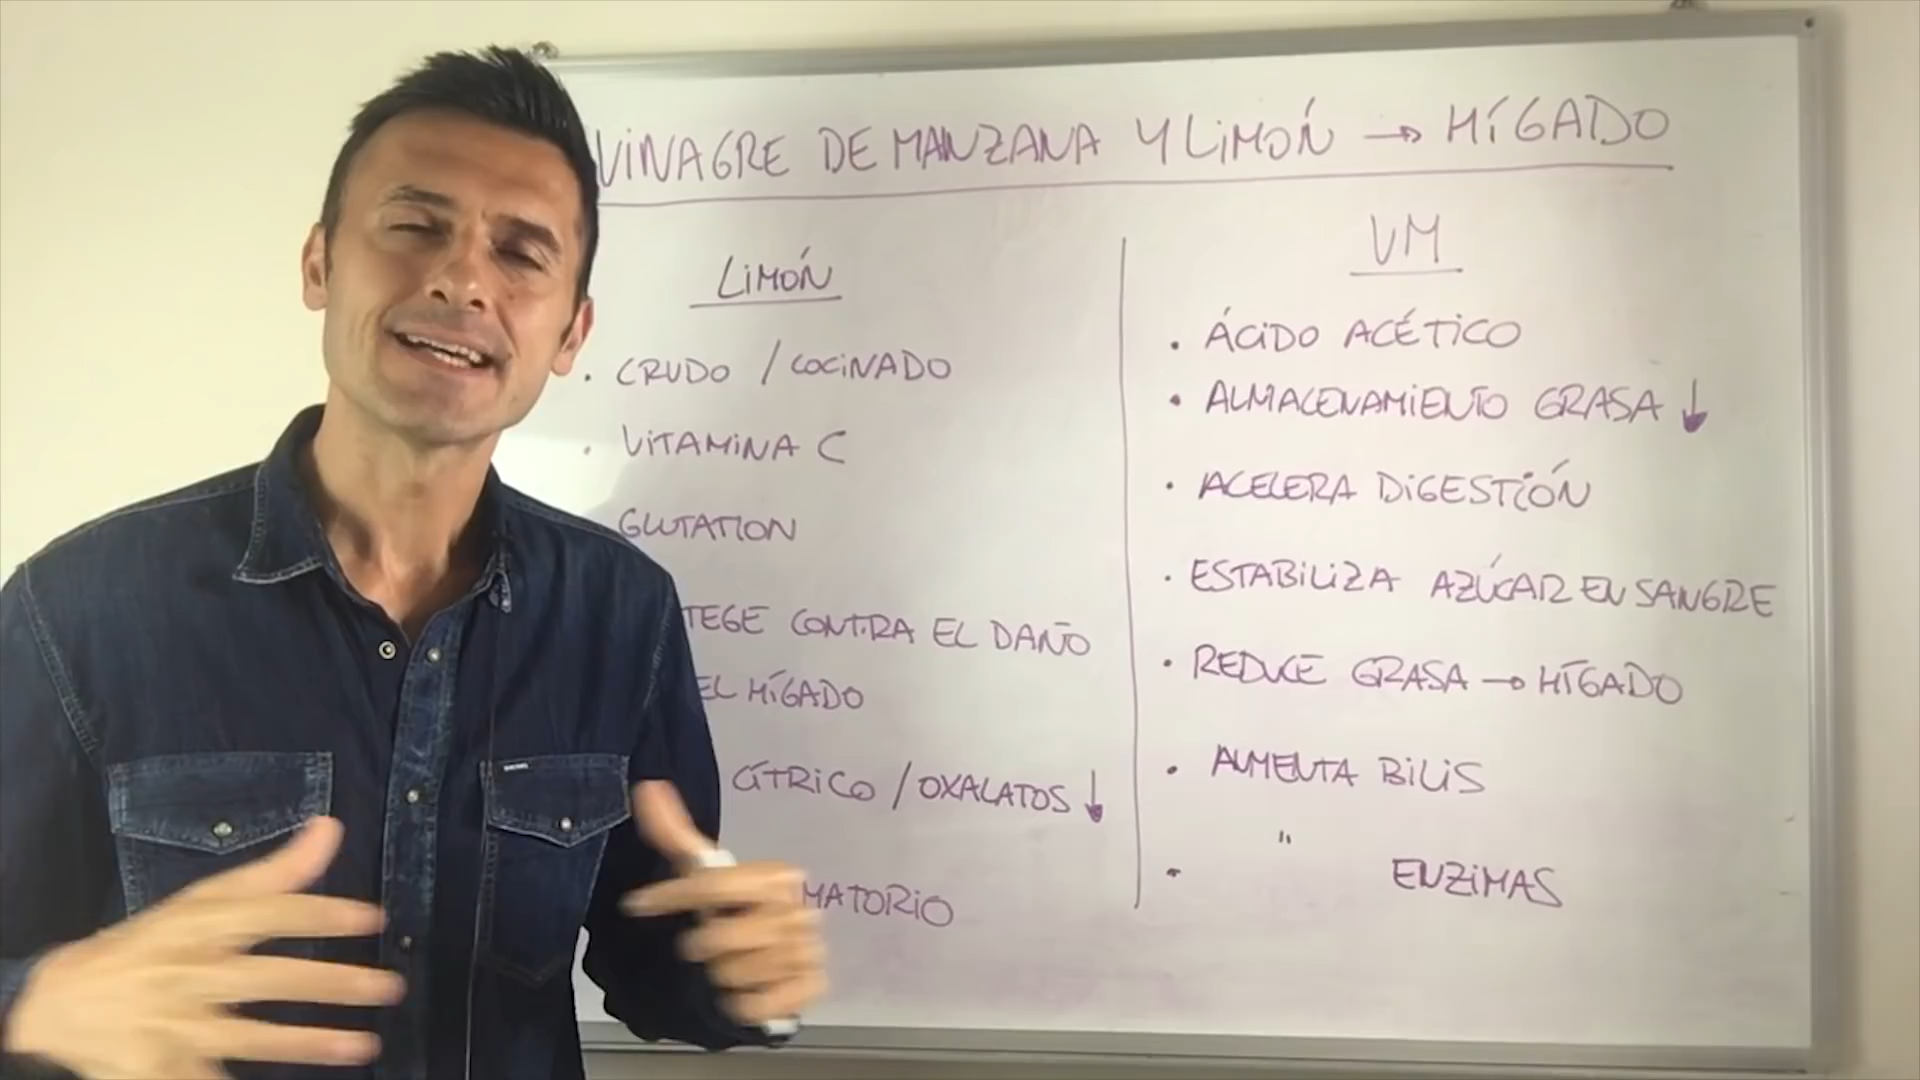 VINAGRE DE MANZANA Y LIMÓN → HÍGADO
LIMÓN
• CRUDO / COCINADO
• VITAMINA C
GLUTATION
TEGE CONTRA EL DAÑO
EL HÍGADO
CÍTRICO / OXALATOS ↓
MATORIO
VM
• ÁCIDO ACÉTICO
• ALMACENAMIENTO GRASA ↓
• ACELERA DIGESTIÓN
• ESTABILIZA AZÚCAR EN SANGRE
• REDUCE GRASA → HÍGADO
• AUMENTA BILIS
• " ENZIMAS